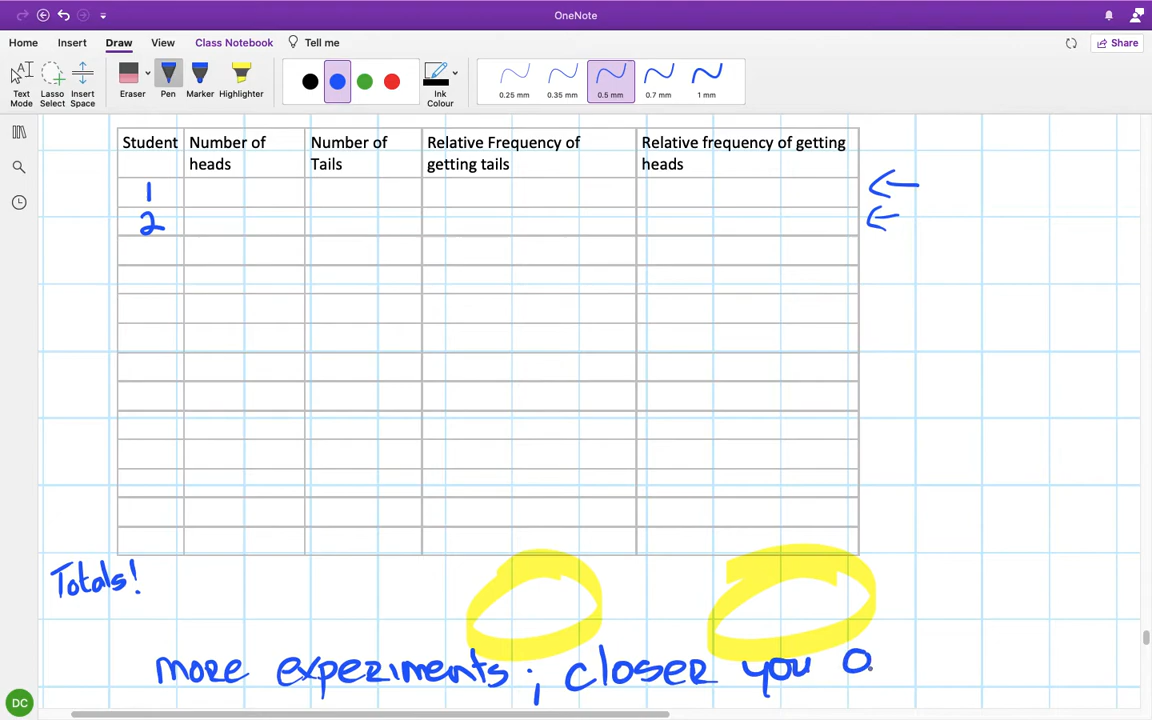 OneNote
Home Insert Draw View Class Notebook Tell me Share
Text Mode
Lasso Select
Insert Space
Eraser
Pen
Marker
Highlighter
Ink Colour
0.25 mm 0.35 mm 0.5 mm 0.7 mm 1 mm
Student Number of heads Number of Tails Relative Frequency of getting tails Relative frequency of getting heads
1
2
Totals!
more experiments ; closer you
DC